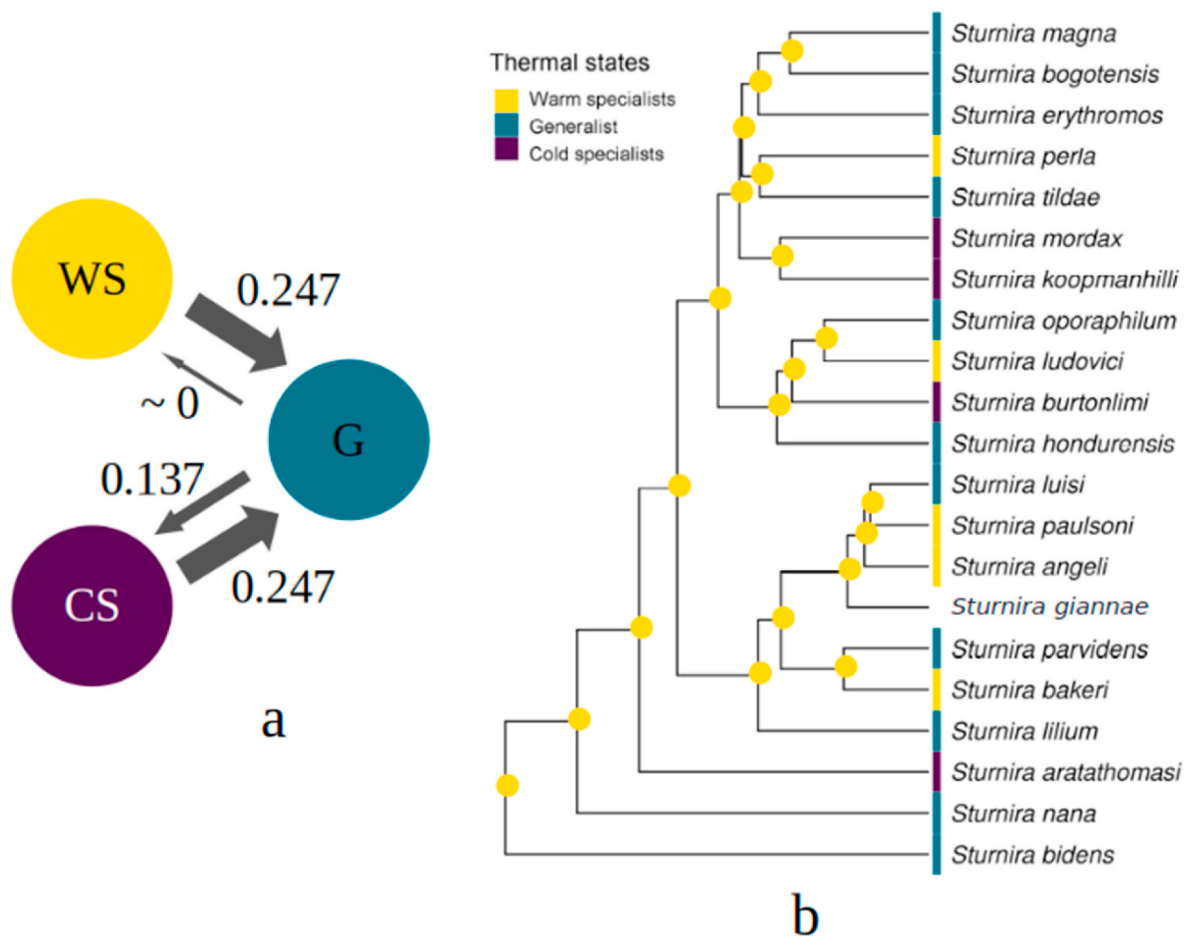 WS
0.247
~ 0
G
0.137
0.247
CS
a
Thermal states
Warm specialists
Generalist
Cold specialists
Sturnira magna
Sturnira bogotensis
Sturnira erythromos
Sturnira perla
Sturnira tildae
Sturnira mordax
Sturnira koopmanhilli
Sturnira oporaphilum
Sturnira ludovici
Sturnira burtonlimi
Sturnira hondurensis
Sturnira luisi
Sturnira paulsoni
Sturnira angeli
Sturnira giannae
Sturnira parvidens
Sturnira bakeri
Sturnira lilium
Sturnira aratathomasi
Sturnira nana
Sturnira bidens
b